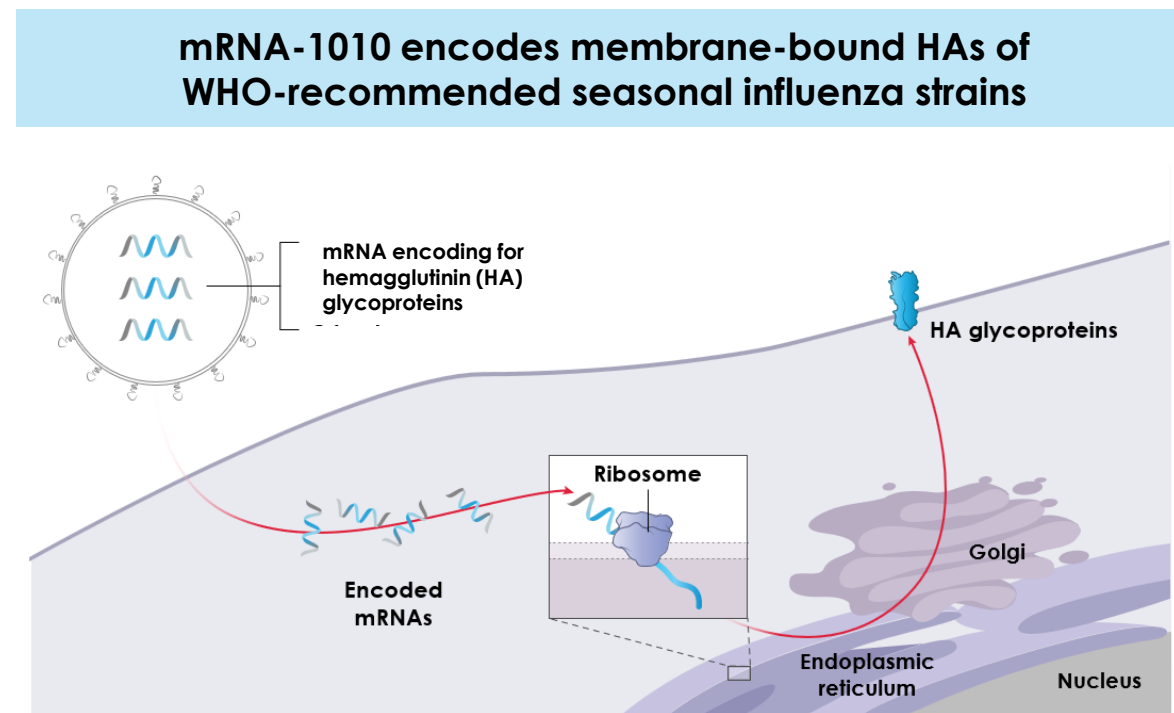 mRNA-1010 encodes membrane-bound HAs of
WHO-recommended seasonal influenza strains
mRNA encoding for
hemagglutinin (HA)
glycoproteins
HA glycoproteins
Ribosome
Golgi
Encoded
mRNAs
Endoplasmic
reticulum
Nucleus